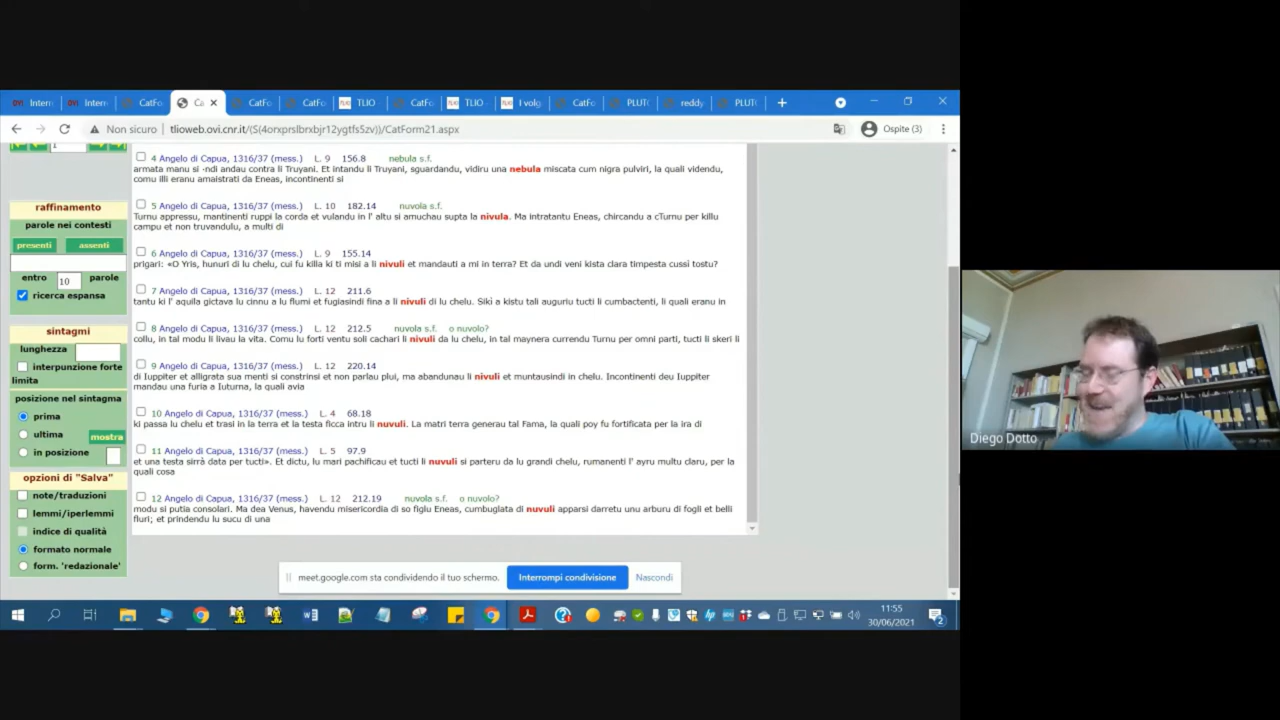 Intern
Intern
CatFo
Ca
CatFo
CatFo
TLIO
CatFo
TLIO
I volg
CatFo
PLUT
reddy
PLUT
Non sicuro
tlioweb.ovi.cnr.it/(S(4orxprslbrxbjr12ygtfs5zv))/CatForm21.aspx
Ospite (3)
1
raffinamento
parole nei contesti
presenti
assenti
entro 10 parole
ricerca espansa
sintagmi
lunghezza
interpunzione forte
limita
posizione nel sintagma
prima
ultima
mostra
in posizione
opzioni di "Salva"
note/traduzioni
lemmi/iperlemmi
indice di qualità
formato normale
form. 'redazionale'
4 Angelo di Capua, 1316/37 (mess.) L. 9 156.8 nebula s.f.
armata manu si -ndi andau contra li Truyani. Et intandu li Truyani, sguardandu, vidiru una nebula miscata cum nigra pulviri, la quali videndu,
comu illi eranu amaistrati da Eneas, incontinenti si
5 Angelo di Capua, 1316/37 (mess.) L. 10 182.14 nuvola s.f.
Turnu appressu, mantinenti ruppi la corda et vulandu in l' altu si amuchau supta la nivula. Ma intratantu Eneas, chircandu a cTurnu per killu
campu et non truvandulu, a multi di
6 Angelo di Capua, 1316/37 (mess.) L. 9 155.14
prigari: «O Yris, hunuri di lu chelu, cui fu killa ki ti misi a li nivuli et mandauti a mi in terra? Et da undi veni kista clara timpesta cussì tostu?
7 Angelo di Capua, 1316/37 (mess.) L. 12 211.6
tantu ki l' aquila gictava lu cinnu a lu flumi et fugiasindi fina a li nivuli di lu chelu. Sikì a kistu tali auguriu tucti li cumbactenti, li quali eranu in
8 Angelo di Capua, 1316/37 (mess.) L. 12 212.5 nuvola s.f. o nuvolo?
collu, in tal modu li livau la vita. Comu lu forti ventu soli cachari li nivuli da lu chelu, in tal maynera currendu Turnu per omni parti, tucti li skeri li
9 Angelo di Capua, 1316/37 (mess.) L. 12 220.14
di Iuppiter et alligrata sua menti si constrinsi et non parlau plui, ma abandunau li nivuli et muntausindi in chelu. Incontinenti deu Iuppiter
mandau una furia a Iuturna, la quali avia
10 Angelo di Capua, 1316/37 (mess.) L. 4 68.18
ki passa lu chelu et trasi in la terra et la testa ficca intru li nuvuli. La matri terra generau tal Fama, la quali poy fu fortificata per la ira di
11 Angelo di Capua, 1316/37 (mess.) L. 5 97.9
et una testa sirrà data per tucti». Et dictu, lu mari pachificau et tucti li nuvuli si parteru da lu grandi chelu, rumanenti l' ayru multu claru, per la
quali cosa
12 Angelo di Capua, 1316/37 (mess.) L. 12 212.19 nuvola s.f. o nuvolo?
modu si putia consolari. Ma dea Venus, havendu misericordia di so figlu Eneas, cumbuglata di nuvuli apparsi darretu unu arburu di fogli et belli
fluri; et prindendu lu sucu di una
meet.google.com sta condividendo il tuo schermo.
Interrompi condivisione
Nascondi
11:55
30/06/2021
2
Diego Dotto